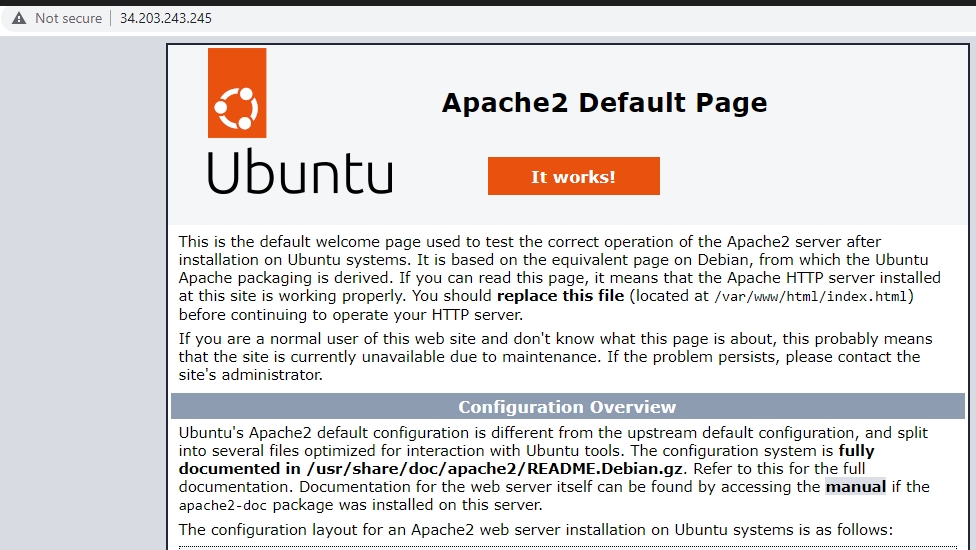 Not secure 34.203.243.245
Apache2 Default Page
Ubuntu
It works!
This is the default welcome page used to test the correct operation of the Apache2 server after
installation on Ubuntu systems. It is based on the equivalent page on Debian, from which the Ubuntu
Apache packaging is derived. If you can read this page, it means that the Apache HTTP server installed
at this site is working properly. You should replace this file (located at /var/www/html/index.html)
before continuing to operate your HTTP server.
If you are a normal user of this web site and don't know what this page is about, this probably means
that the site is currently unavailable due to maintenance. If the problem persists, please contact the
site's administrator.
Configuration Overview
Ubuntu's Apache2 default configuration is different from the upstream default configuration, and split
into several files optimized for interaction with Ubuntu tools. The configuration system is fully
documented in /usr/share/doc/apache2/README.Debian.gz. Refer to this for the full
documentation. Documentation for the web server itself can be found by accessing the manual if the
apache2-doc package was installed on this server.
The configuration layout for an Apache2 web server installation on Ubuntu systems is as follows: